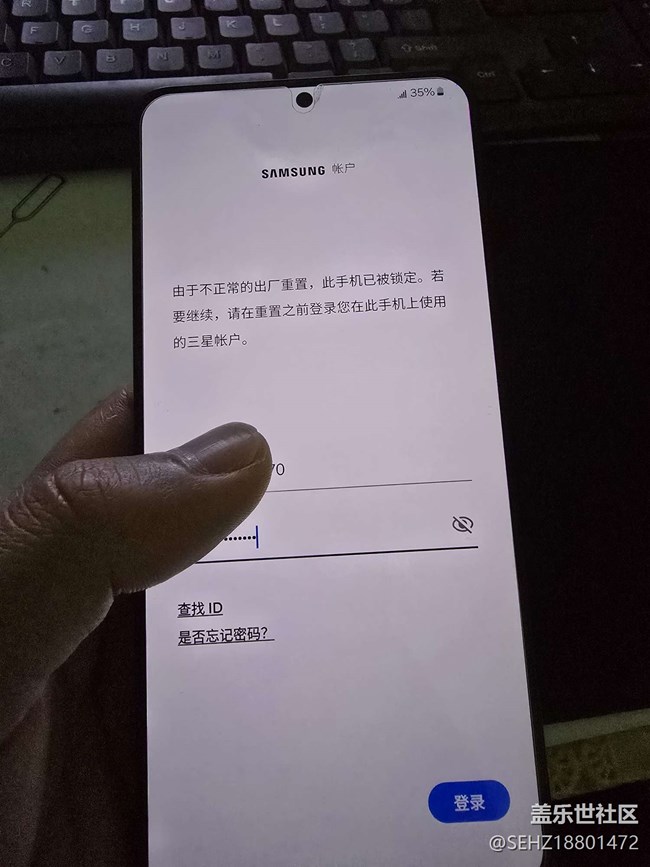 35%
SAMSUNG 帐户
由于不正常的出厂重置，此手机已被锁定。若
要继续，请在重置之前登录您在此手机上使用
的三星帐户。
70
查找 ID
是否忘记密码？
登录
盖乐世社区
@SEHZ18801472